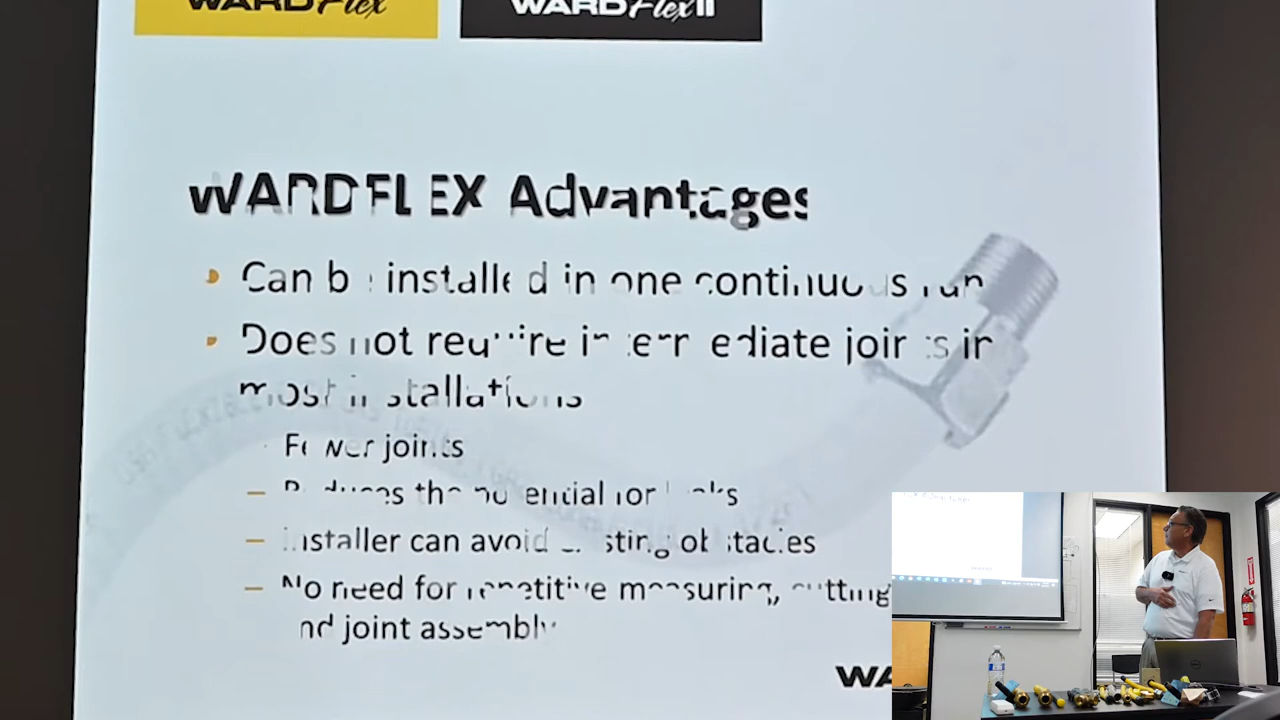 WARDFlex
WARDFlexII
WARDFLEX Advantages
Can be installed in one continuous run
Does not require intermediate joints in
most installations
Fewer joints
Reduces the potential for leaks
Installer can avoid existing obstacles
No need for repetitive measuring, cutting
and joint assembly
WA